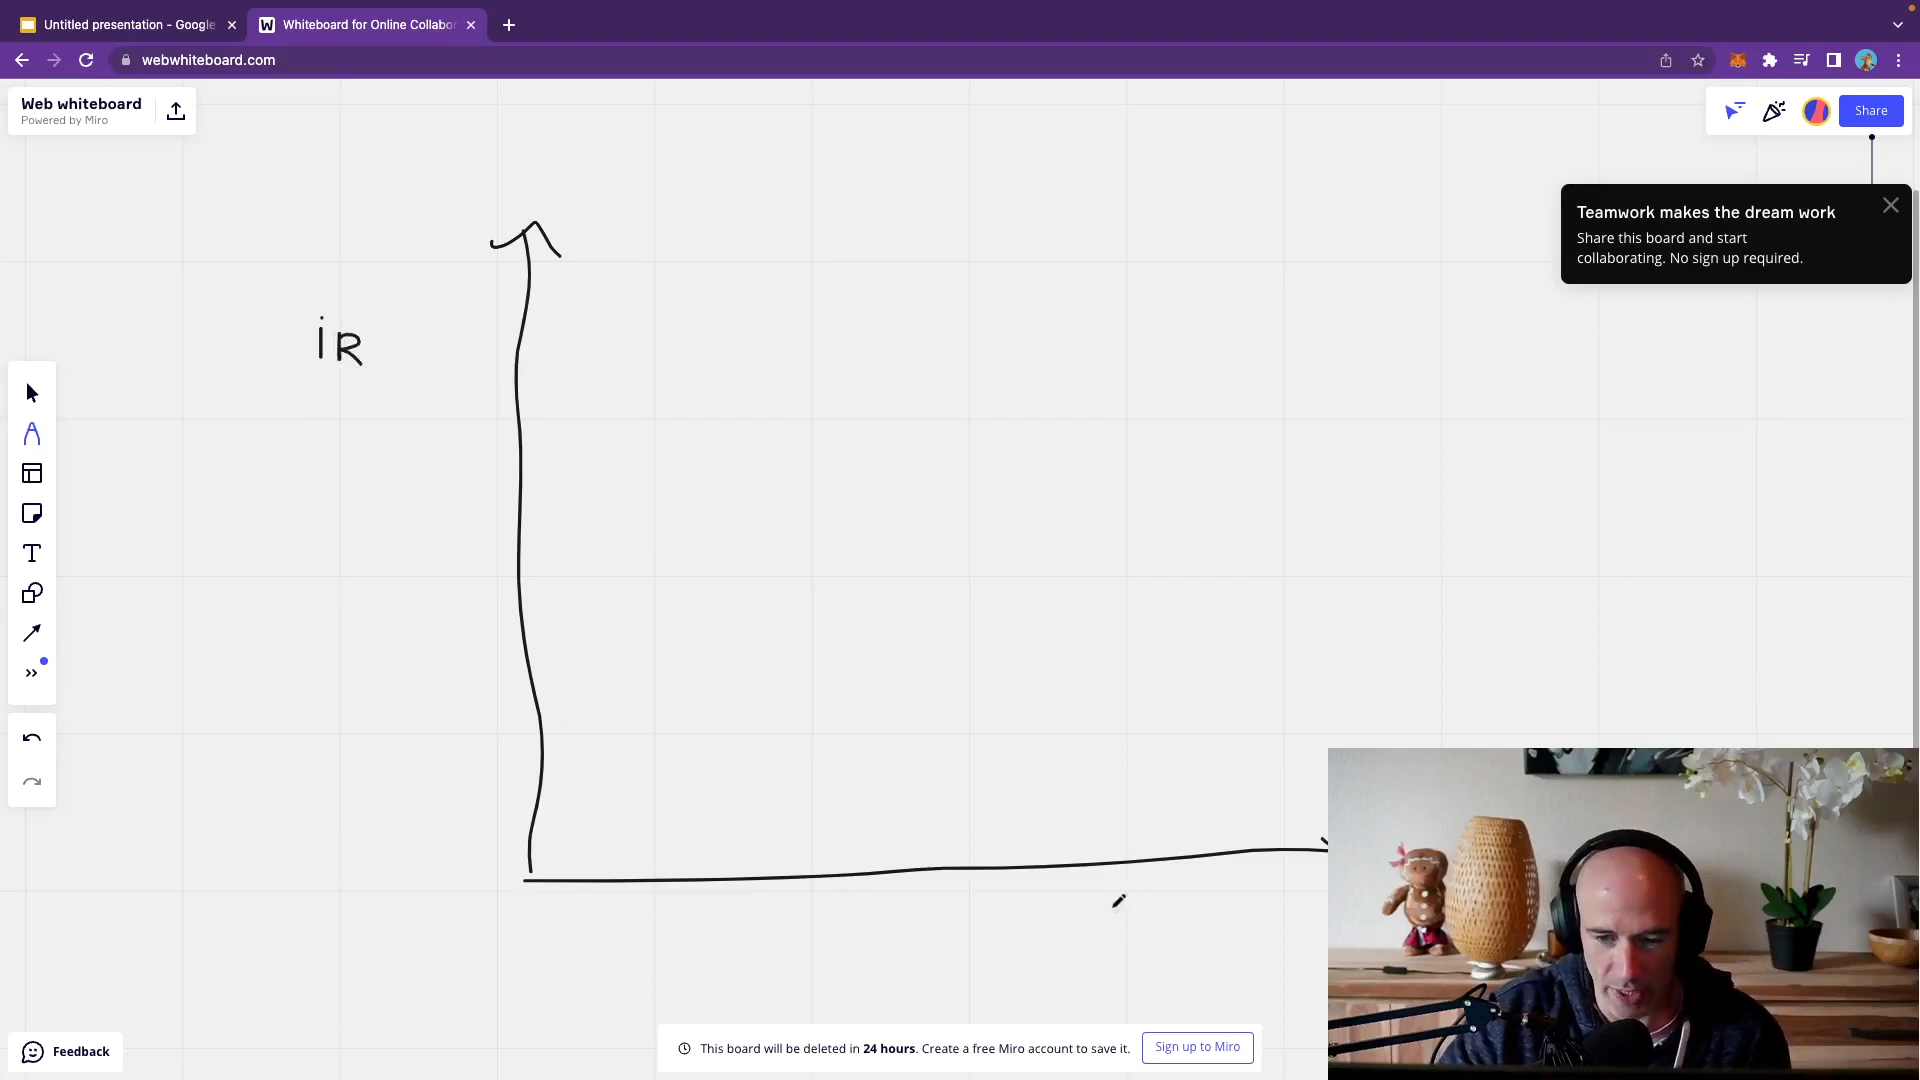 Untitled presentation - Google
Whiteboard for Online Collabor
webwhiteboard.com
Web whiteboard
Powered by Miro
Share
Teamwork makes the dream work
Share this board and start
collaborating. No sign up required.
iR
This board will be deleted in 24 hours. Create a free Miro account to save it.
Sign up to Miro
Feedback